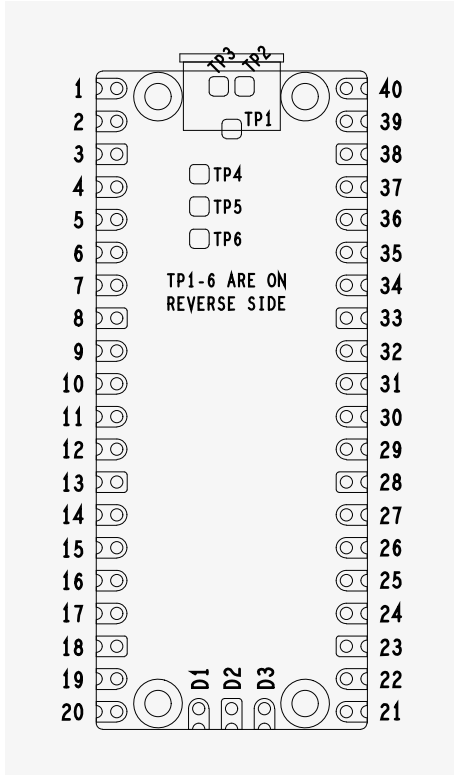 TP3 TP2
1 40
TP1
2 39
3 38
TP4
4 37
TP5
5 36
TP6
6 35
7 34
TP1-6 ARE ON
REVERSE SIDE
8 33
9 32
10 31
11 30
12 29
13 28
14 27
15 26
16 25
17 24
18 23
D1 D2 D3
19 22
20 21